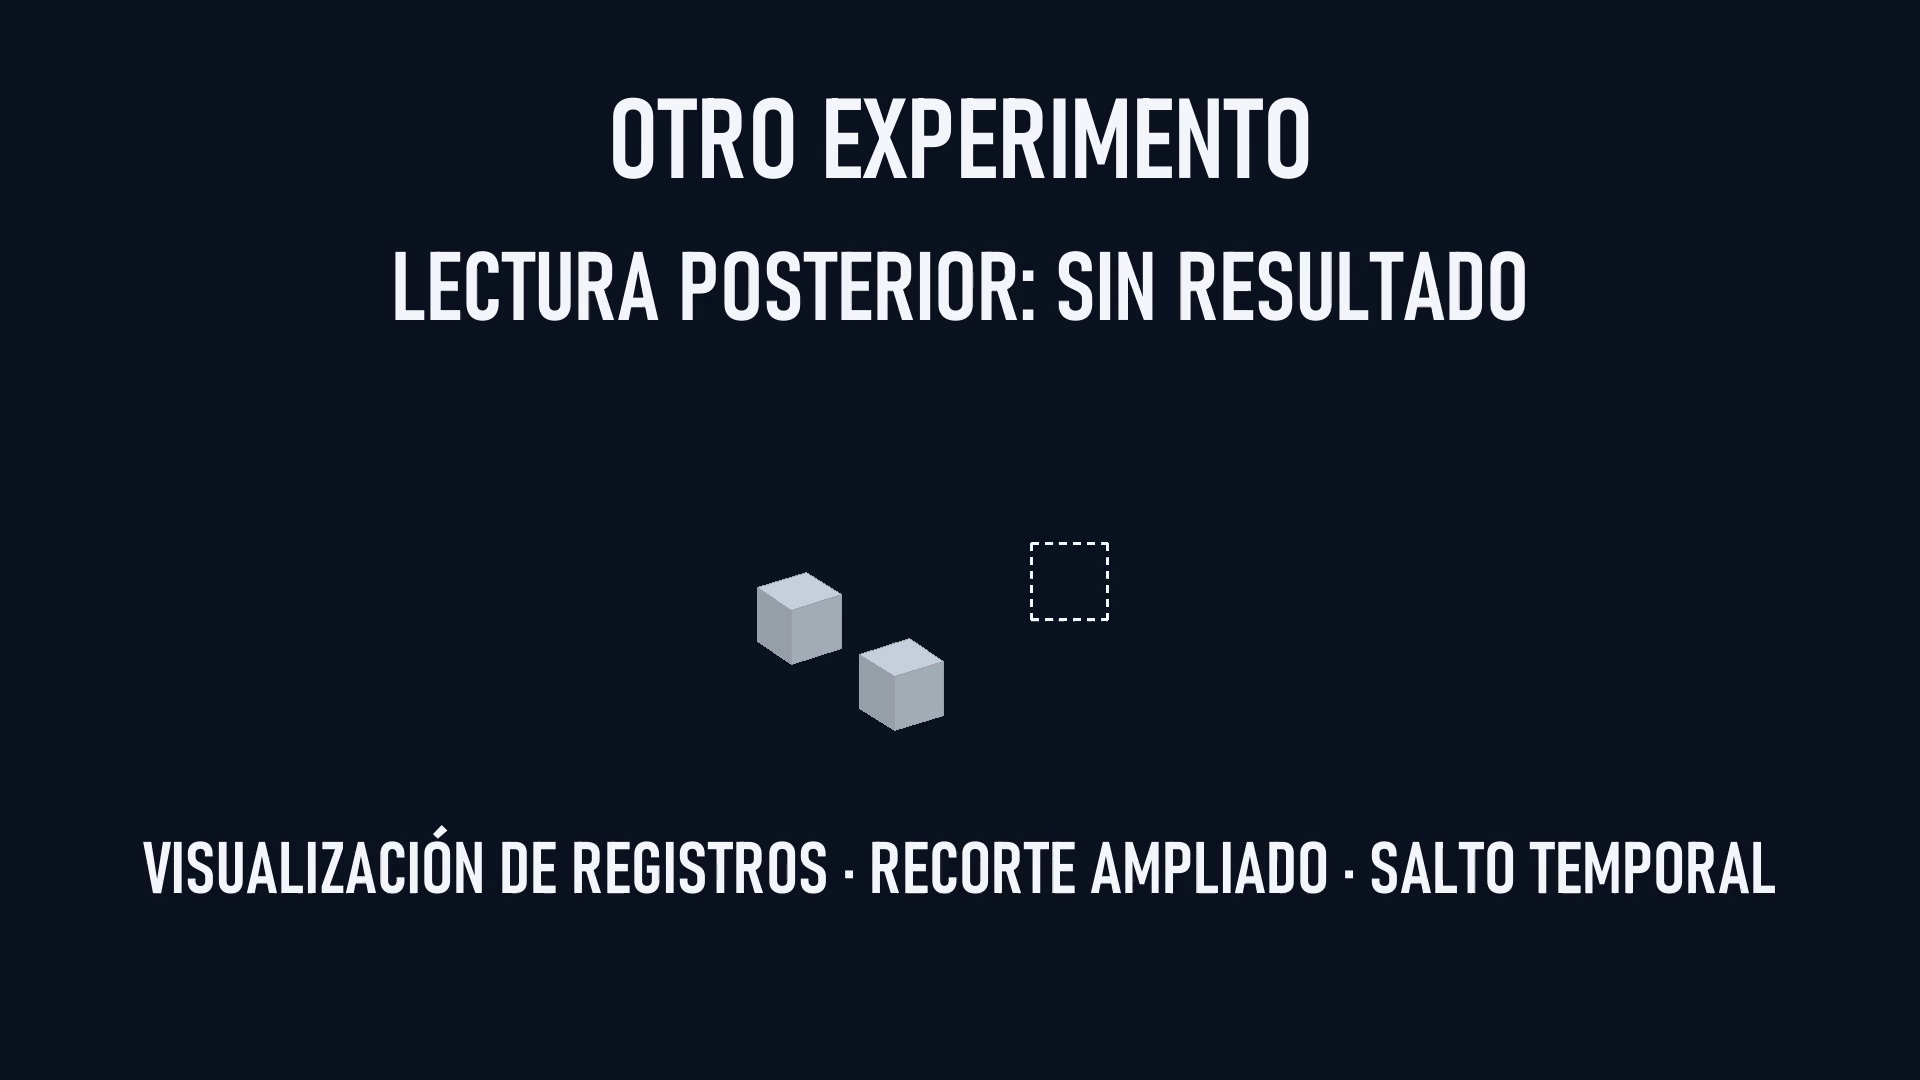 OTRO EXPERIMENTO
LECTURA POSTERIOR: SIN RESULTADO
VISUALIZACIÓN DE REGISTROS · RECORTE AMPLIADO · SALTO TEMPORAL